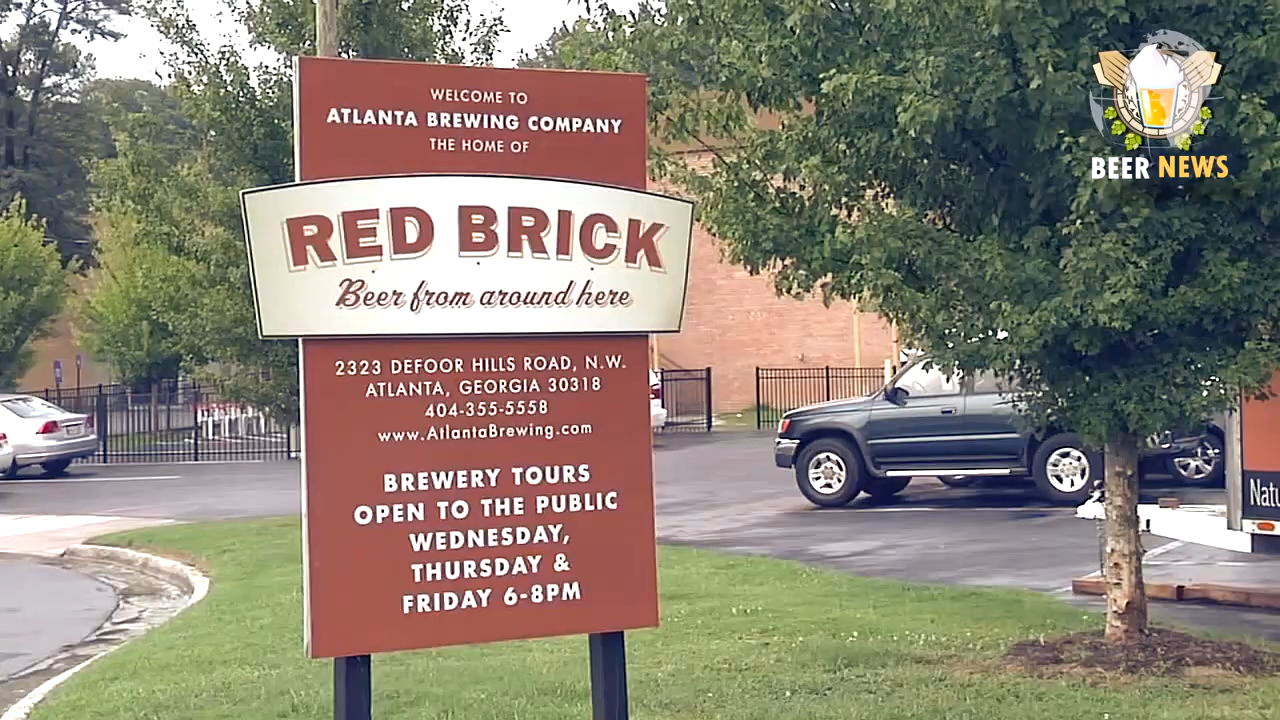 WELCOME TO
ATLANTA BREWING COMPANY
THE HOME OF
RED BRICK
Beer from around here
2323 DEFOOR HILLS ROAD, N.W.
ATLANTA, GEORGIA 30318
404-355-5558
www.AtlantaBrewing.com
BREWERY TOURS
OPEN TO THE PUBLIC
WEDNESDAY,
THURSDAY &
FRIDAY 6-8PM
BEER NEWS
Natu